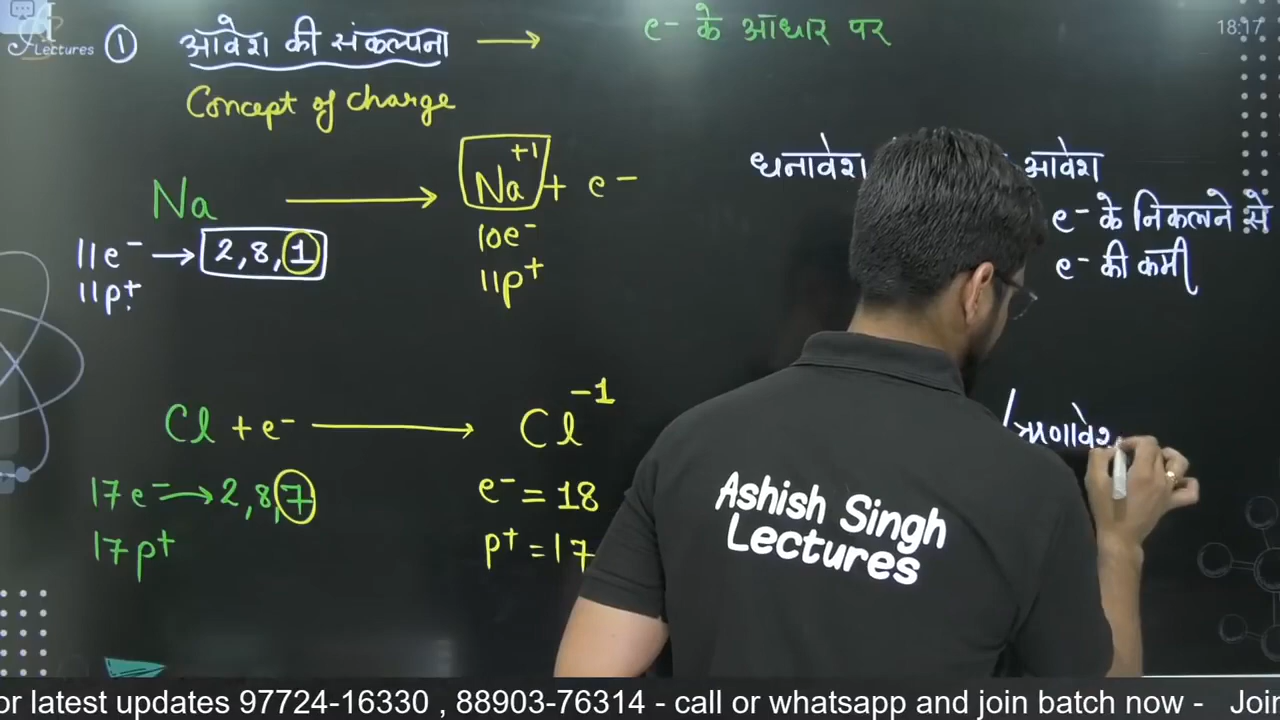 Lectures ① आवेश की संकल्पना → e- के आधार पर 18:17
Concept of charge
Na → Na+1 + e-
11e- → 2,8,1
11p+
10e-
11p+
धनावेश आवेश
e- के निकलने से
e- की कमी
Cl + e- → Cl-1
17e- → 2,8,7
17p+
e- = 18
p+ = 17
/ऋणावेश
Ashish Singh
Lectures
or latest updates 97724-16330 , 88903-76314 - call or whatsapp and join batch now - Join